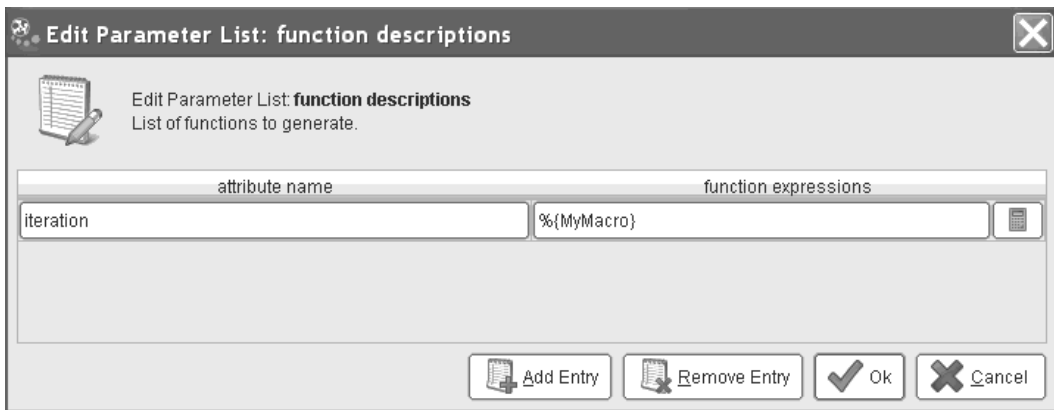 Edit Parameter List: function descriptions
Edit Parameter List: function descriptions
List of functions to generate.
attribute name function expressions
iteration %{MyMacro}
Add Entry Remove Entry Ok Cancel